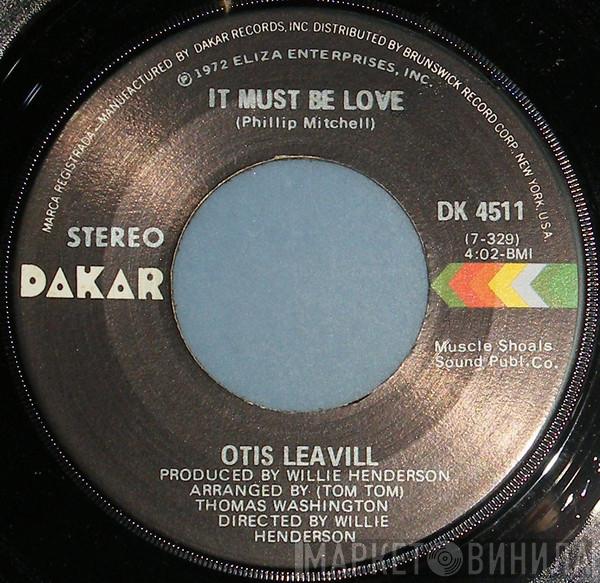 MARCA REGISTRADA - MANUFACTURED BY DAKAR RECORDS, INC DISTRIBUTED BY BRUNSWICK RECORD CORP. NEW YORK, U.S.A.
℗ 1972 ELIZA ENTERPRISES, INC.
IT MUST BE LOVE
(Phillip Mitchell)
STEREO
DAKAR
DK 4511
(7-329)
4:02-BMI
Muscle Shoals
Sound Publ. Co.
OTIS LEAVILL
PRODUCED BY WILLIE HENDERSON
ARRANGED BY (TOM TOM)
THOMAS WASHINGTON
DIRECTED BY WILLIE
HENDERSON
МАРКЕТ ВИНИЛА